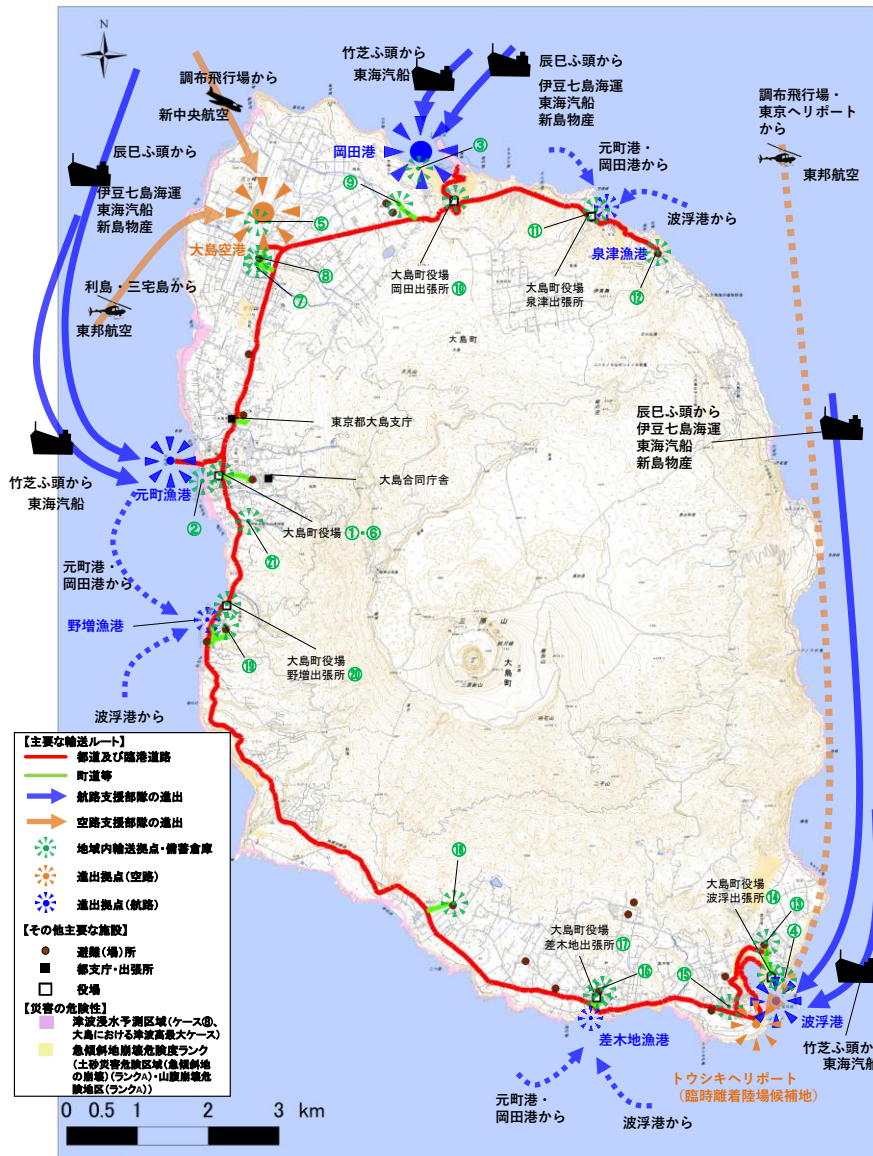 N
竹芝ふ頭から
東海汽船
辰巳ふ頭から
伊豆七島海運
東海汽船
新島物産
調布飛行場から
新中央航空
調布飛行場・
東京ヘリポート
から
東邦航空
辰巳ふ頭から
伊豆七島海運
東海汽船
新島物産
岡田港
③
元町港・
岡田港から
波浮港から
⑨
⑤
大島空港
⑪
泉津漁港
⑧
⑦
大島町役場
岡田出張所⑩
大島町役場
泉津出張所
⑫
利島・三宅島から
東邦航空
大島町
東京都大島支庁
辰巳ふ頭から
伊豆七島海運
東海汽船
新島物産
竹芝ふ頭から
東海汽船
元町漁港
大島合同庁舎
②
大島町役場 ①・⑥
㉑
元町港・
岡田港から
野増漁港
三原山
大島町
⑲
大島町役場
野増出張所⑳
波浮港から
【主要な輸送ルート】
都道及び臨港道路
町道等
航路支援部隊の進出
空路支援部隊の進出
地域内輸送拠点・備蓄倉庫
進出拠点(空路)
進出拠点(航路)
【その他主要な施設】
避難(場)所
都支庁・出張所
役場
【災害の危険性】
津波浸水予測区域(ケース⑧、
大島における津波高最大ケース)
急傾斜地崩壊危険度ランク
(土砂災害危険区域(急傾斜地
の崩壊)(ランクA)・山腹崩壊危
険地区(ランクA))
⑱
大島町役場
差木地出張所⑰
⑯
大島町役場
波浮出張所
⑭
⑬
④
⑮
差木地漁港
波浮港
竹芝ふ頭から
東海汽船
トウシキヘリポート
(臨時離着陸場候補地)
元町港・
岡田港から
波浮港から
0 0.5 1 2 3 km